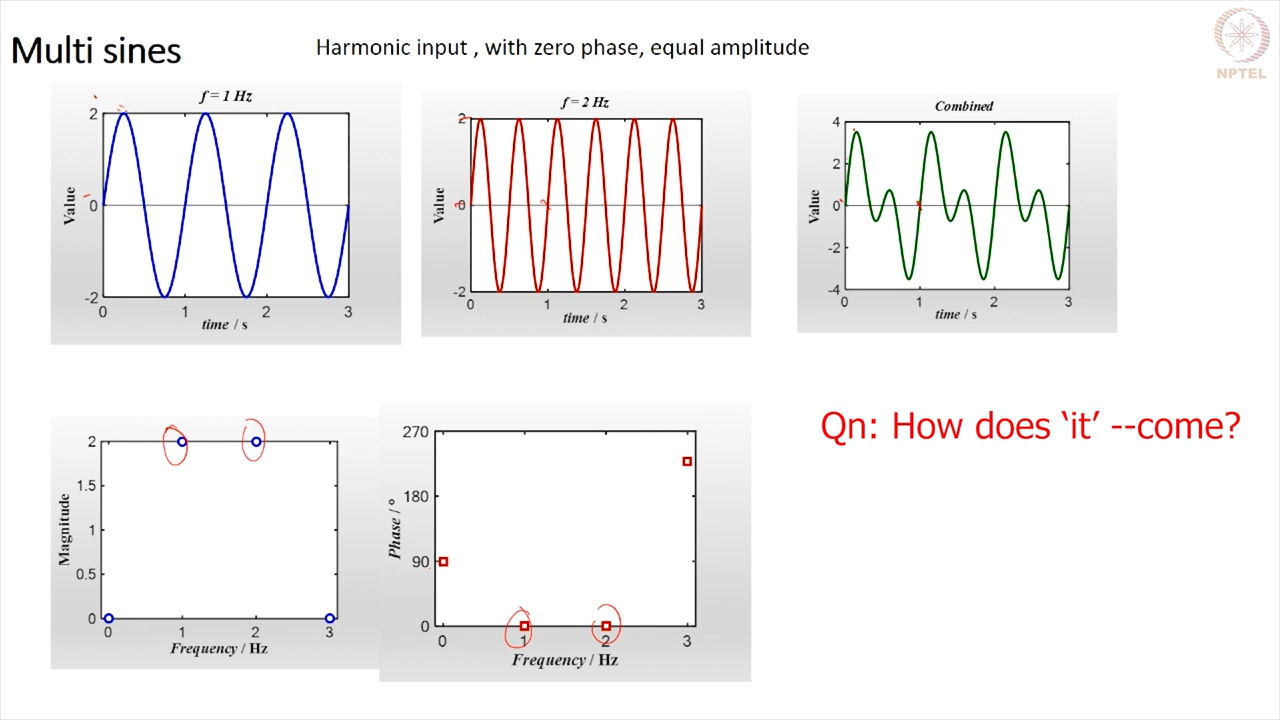 Multi sines
Harmonic input , with zero phase, equal amplitude
NPTEL
f = 1 Hz
2
0
-2
Value
0 1 2 3
time / s
f = 2 Hz
2
0
-2
Value
0 1 2 3
time / s
Combined
4
2
0
-2
-4
Value
0 1 2 3
time / s
2
1.5
1
0.5
0
Magnitude
0 1 2 3
Frequency / Hz
270
180
90
0
Phase / °
0 1 2 3
Frequency / Hz
Qn: How does ‘it’ --come?